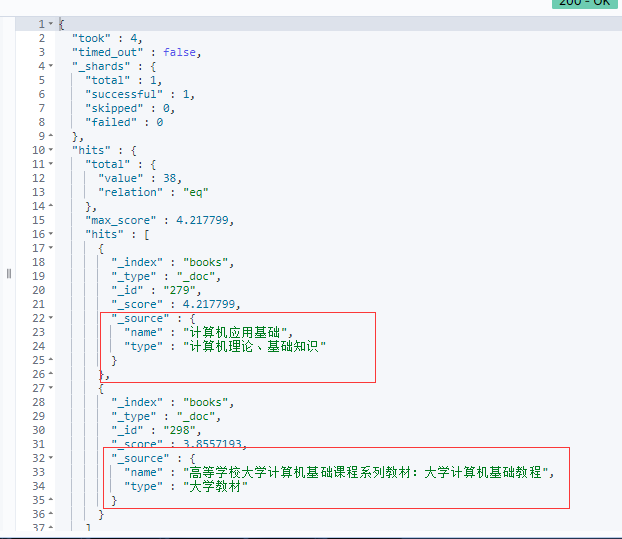 200 - OK
1 {
2 "took" : 4,
3 "timed_out" : false,
4 "_shards" : {
5 "total" : 1,
6 "successful" : 1,
7 "skipped" : 0,
8 "failed" : 0
9 },
10 "hits" : {
11 "total" : {
12 "value" : 38,
13 "relation" : "eq"
14 },
15 "max_score" : 4.217799,
16 "hits" : [
17 {
18 "_index" : "books",
19 "_type" : "_doc",
20 "_id" : "279",
21 "_score" : 4.217799,
22 "_source" : {
23 "name" : "计算机应用基础",
24 "type" : "计算机理论、基础知识"
25 }
26 },
27 {
28 "_index" : "books",
29 "_type" : "_doc",
30 "_id" : "298",
31 "_score" : 3.8557193,
32 "_source" : {
33 "name" : "高等学校大学计算机基础课程系列教材：大学计算机基础教程",
34 "type" : "大学教材"
35 }
36 }
37 ]